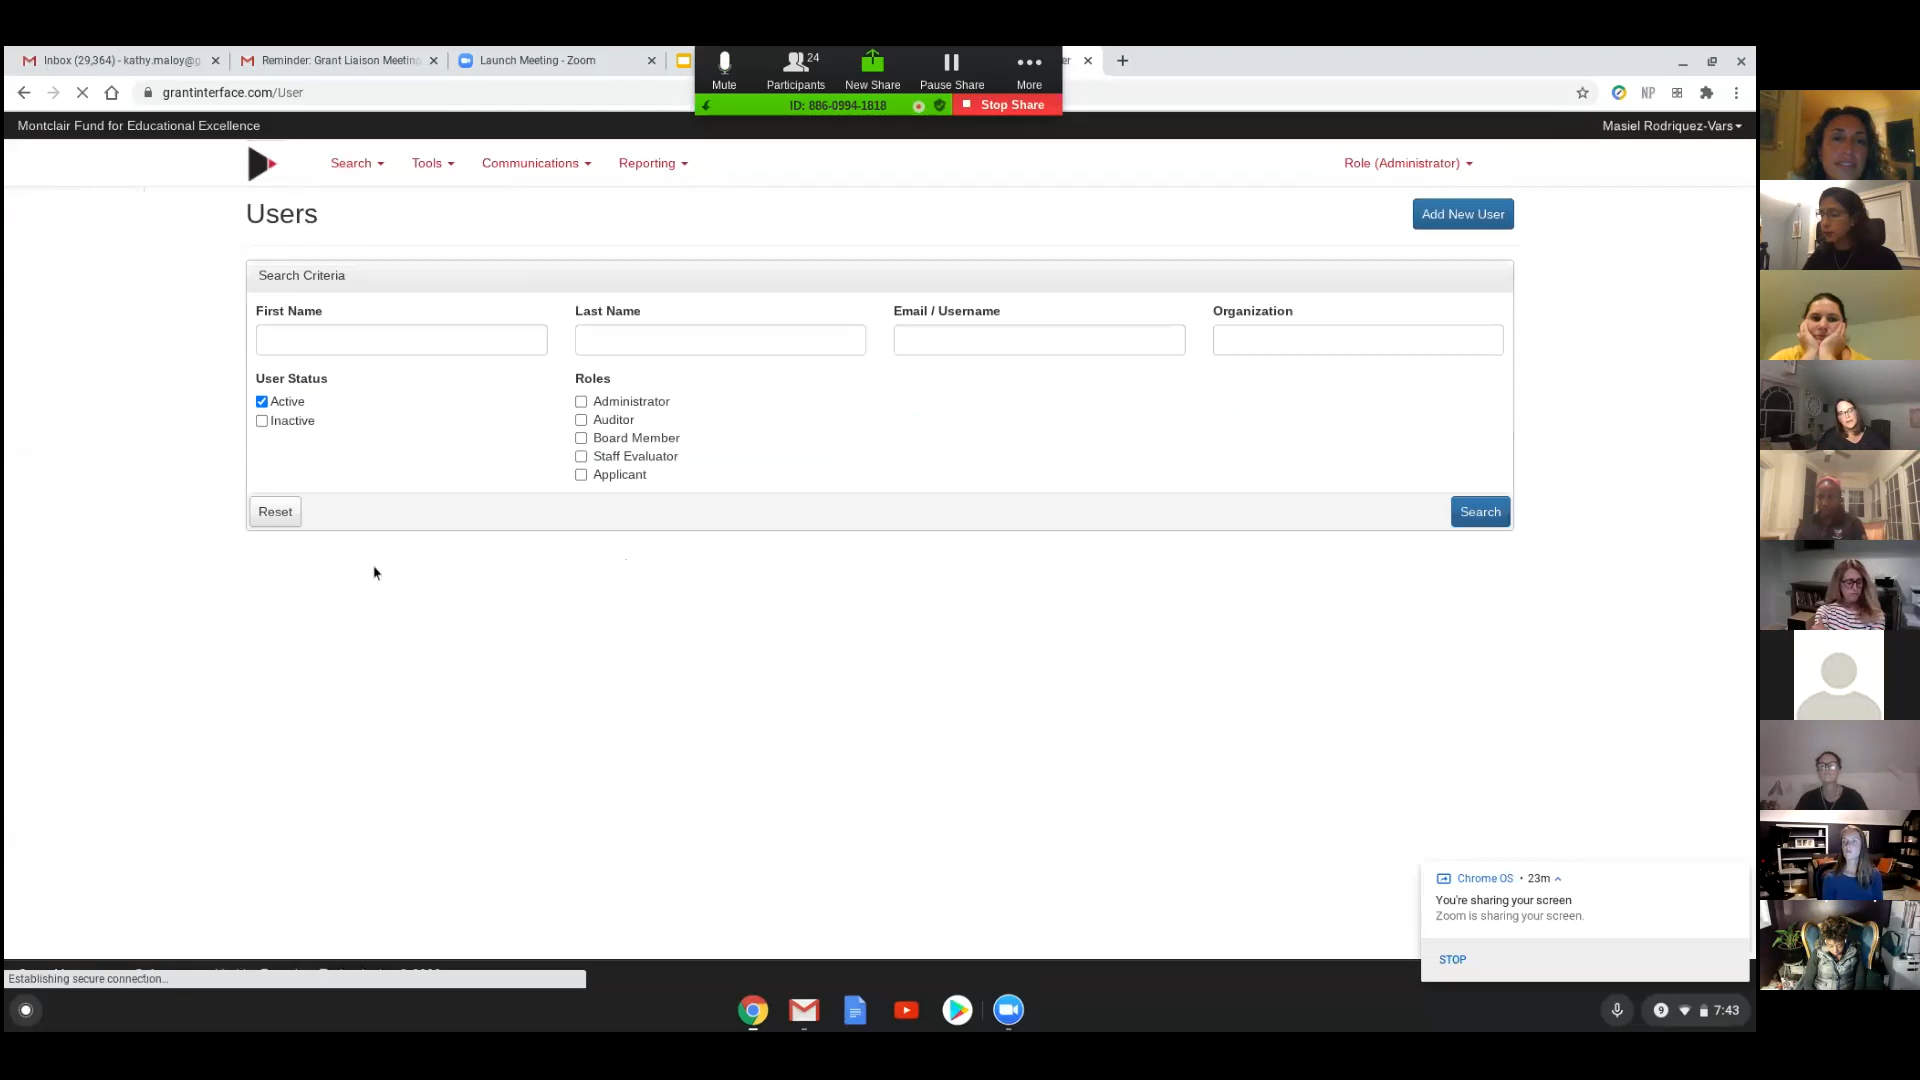 Inbox (29,364) - kathy.maloy@g
Reminder: Grant Liaison Meeting
Launch Meeting - Zoom
er
24
Mute
Participants
New Share
Pause Share
More
ID: 886-0994-1818
Stop Share
grantinterface.com/User
NP
Montclair Fund for Educational Excellence
Masiel Rodriquez-Vars
Search
Tools
Communications
Reporting
Role (Administrator)
Users
Add New User
Search Criteria
First Name
Last Name
Email / Username
Organization
User Status
Roles
Active
Inactive
Administrator
Auditor
Board Member
Staff Evaluator
Applicant
Reset
Search
Chrome OS • 23m
You're sharing your screen
Zoom is sharing your screen.
STOP
Establishing secure connection...
9
7:43